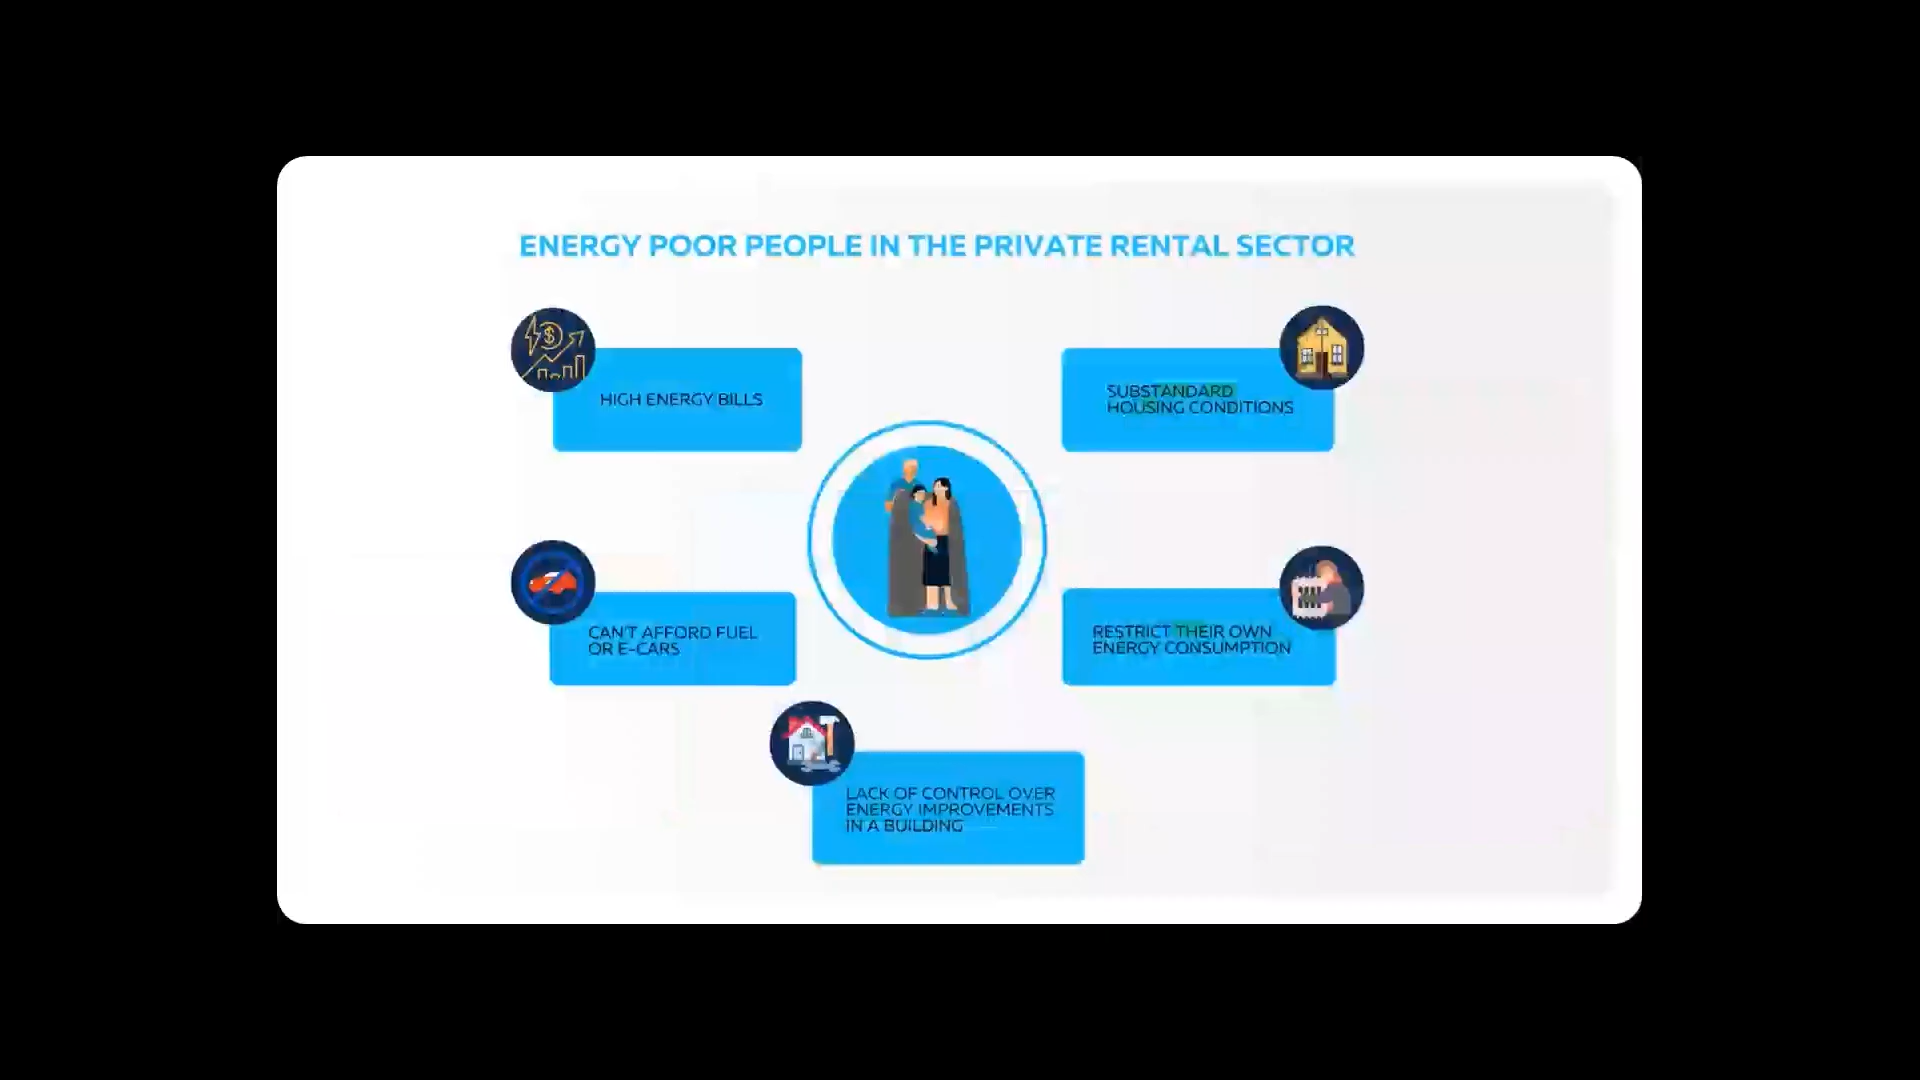 ENERGY POOR PEOPLE IN THE PRIVATE RENTAL SECTOR
HIGH ENERGY BILLS
SUBSTANDARD
HOUSING CONDITIONS
CAN'T AFFORD FUEL
OR E-CARS
RESTRICT THEIR OWN
ENERGY CONSUMPTION
LACK OF CONTROL OVER
ENERGY IMPROVEMENTS
IN A BUILDING